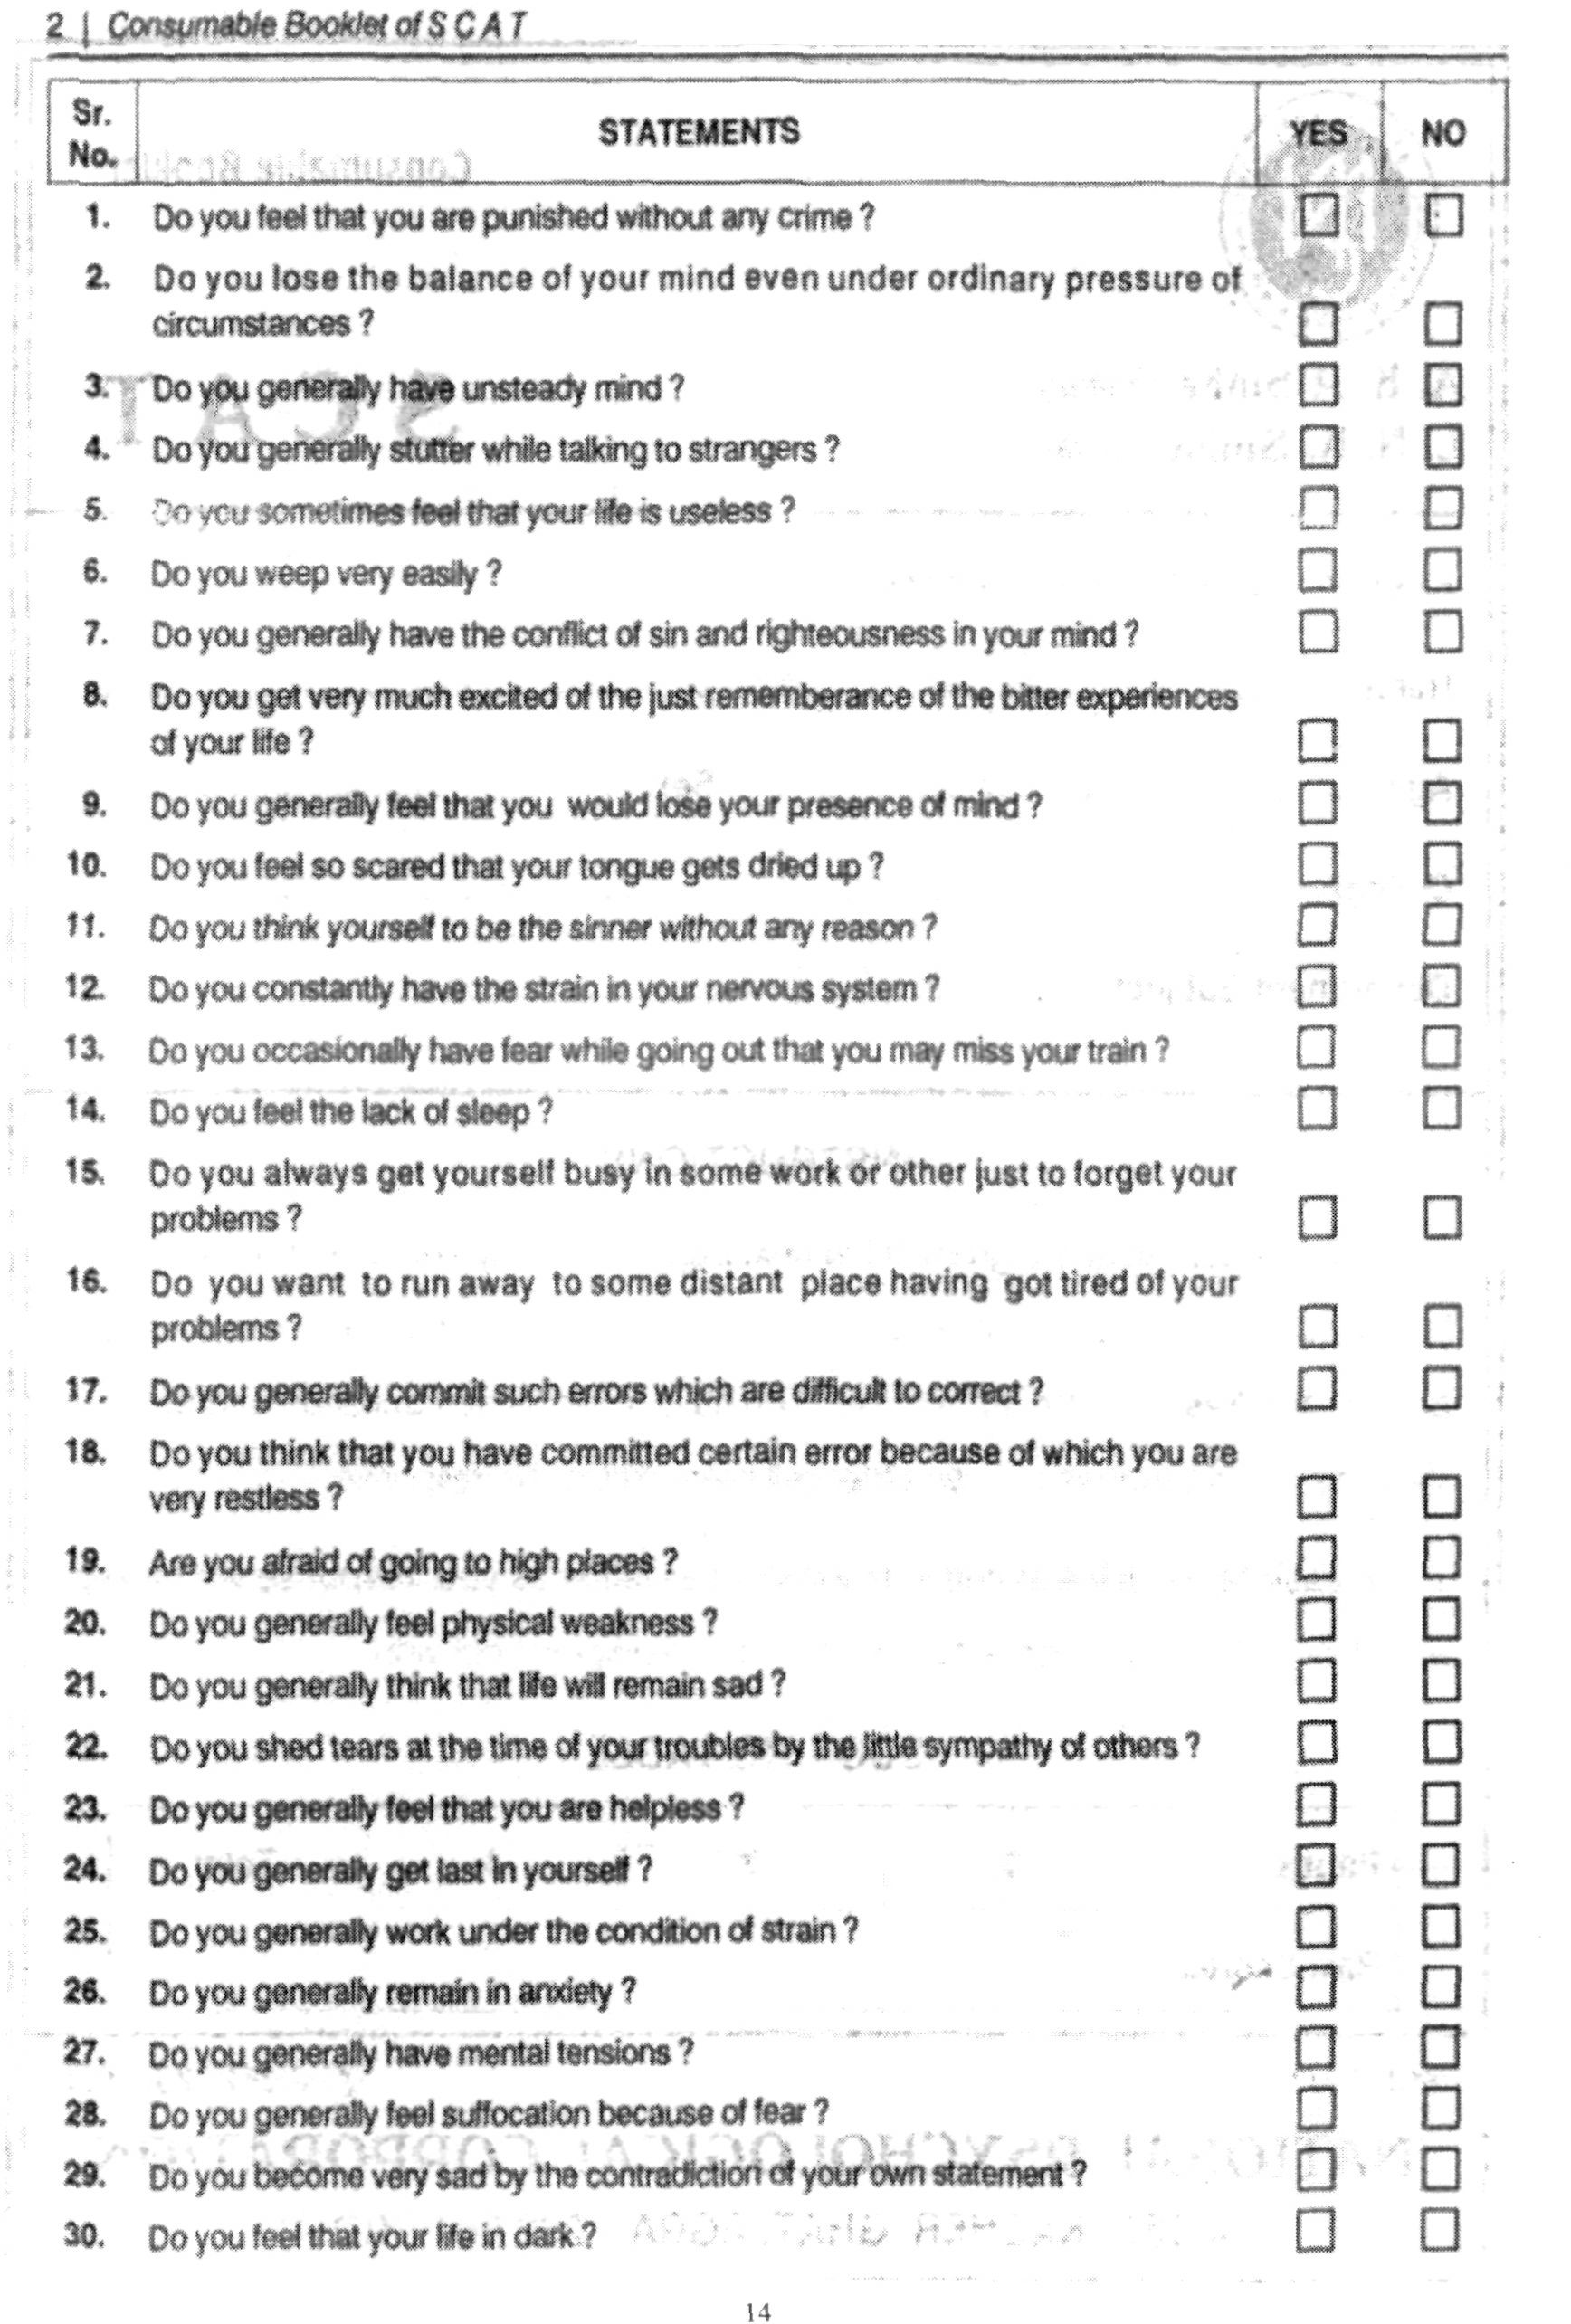 2 | Consumable Booklet of S C A T
Sr. No. STATEMENTS YES NO
1. Do you feel that you are punished without any crime ?
2. Do you lose the balance of your mind even under ordinary pressure of
circumstances ?
3. Do you generally have unsteady mind ?
4. Do you generally stutter while talking to strangers ?
5. Do you sometimes feel that your life is useless ?
6. Do you weep very easily ?
7. Do you generally have the conflict of sin and righteousness in your mind ?
8. Do you get very much excited of the just rememberance of the bitter experiences
of your life ?
9. Do you generally feel that you would lose your presence of mind ?
10. Do you feel so scared that your tongue gets dried up ?
11. Do you think yourself to be the sinner without any reason ?
12. Do you constantly have the strain in your nervous system ?
13. Do you occasionally have fear while going out that you may miss your train ?
14. Do you feel the lack of sleep ?
15. Do you always get yourself busy in some work or other just to forget your
problems ?
16. Do you want to run away to some distant place having got tired of your
problems ?
17. Do you generally commit such errors which are difficult to correct ?
18. Do you think that you have committed certain error because of which you are
very restless ?
19. Are you afraid of going to high places ?
20. Do you generally feel physical weakness ?
21. Do you generally think that life will remain sad ?
22. Do you shed tears at the time of your troubles by the little sympathy of others ?
23. Do you generally feel that you are helpless ?
24. Do you generally get last in yourself ?
25. Do you generally work under the condition of strain ?
26. Do you generally remain in anxiety ?
27. Do you generally have mental tensions ?
28. Do you generally feel suffocation because of fear ?
29. Do you become very sad by the contradiction of your own statement ?
30. Do you feel that your life in dark ?
14